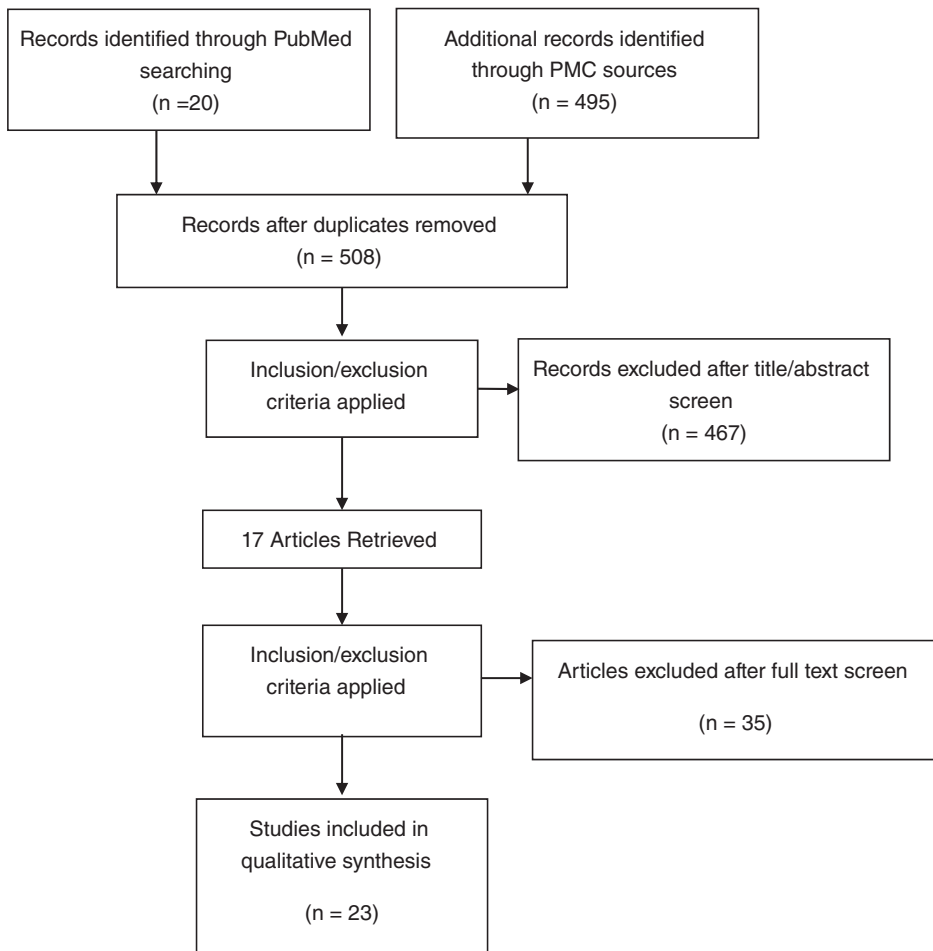 Records identified through PubMed
searching
(n =20)
Additional records identified
through PMC sources
(n = 495)
Records after duplicates removed
(n = 508)
Inclusion/exclusion
criteria applied
Records excluded after title/abstract
screen
(n = 467)
17 Articles Retrieved
Inclusion/exclusion
criteria applied
Articles excluded after full text screen
(n = 35)
Studies included in
qualitative synthesis
(n = 23)